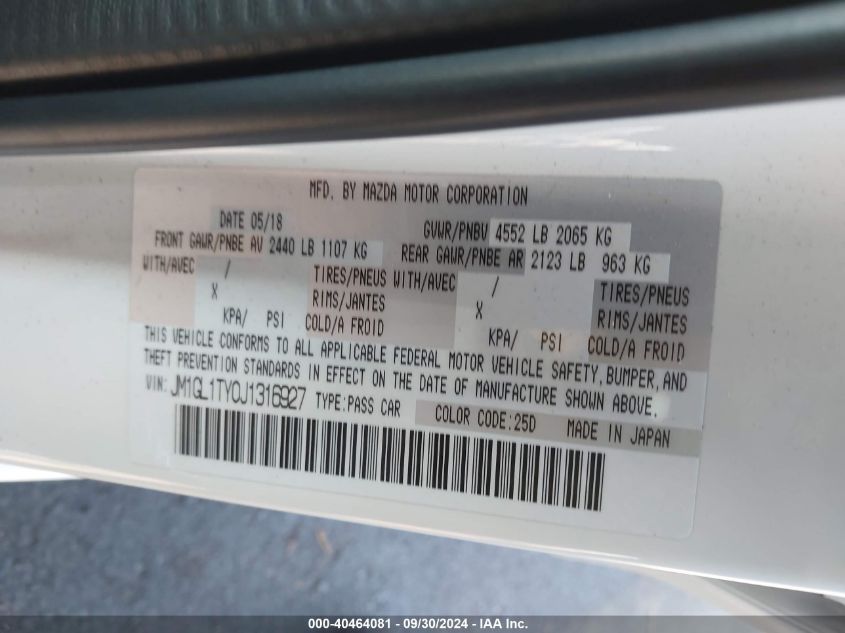 MFD. BY MAZDA MOTOR CORPORATION
DATE 05/18 GVWR/PNBV 4552 LB 2065 KG
FRONT GAWR/PNBE AV 2440 LB 1107 KG REAR GAWR/PNBE AR 2123 LB 963 KG
WITH/AVEC / TIRES/PNEUS WITH/AVEC / TIRES/PNEUS
X RIMS/JANTES X RIMS/JANTES
KPA/ PSI COLD/A FROID KPA/ PSI COLD/A FROID
THIS VEHICLE CONFORMS TO ALL APPLICABLE FEDERAL MOTOR VEHICLE SAFETY, BUMPER, AND
THEFT PREVENTION STANDARDS IN EFFECT ON THE DATE OF MANUFACTURE SHOWN ABOVE.
VIN: JM1GL1TY0J1316927 TYPE:PASS CAR COLOR CODE:25D MADE IN JAPAN
000-40464081 - 09/30/2024 - IAA Inc.